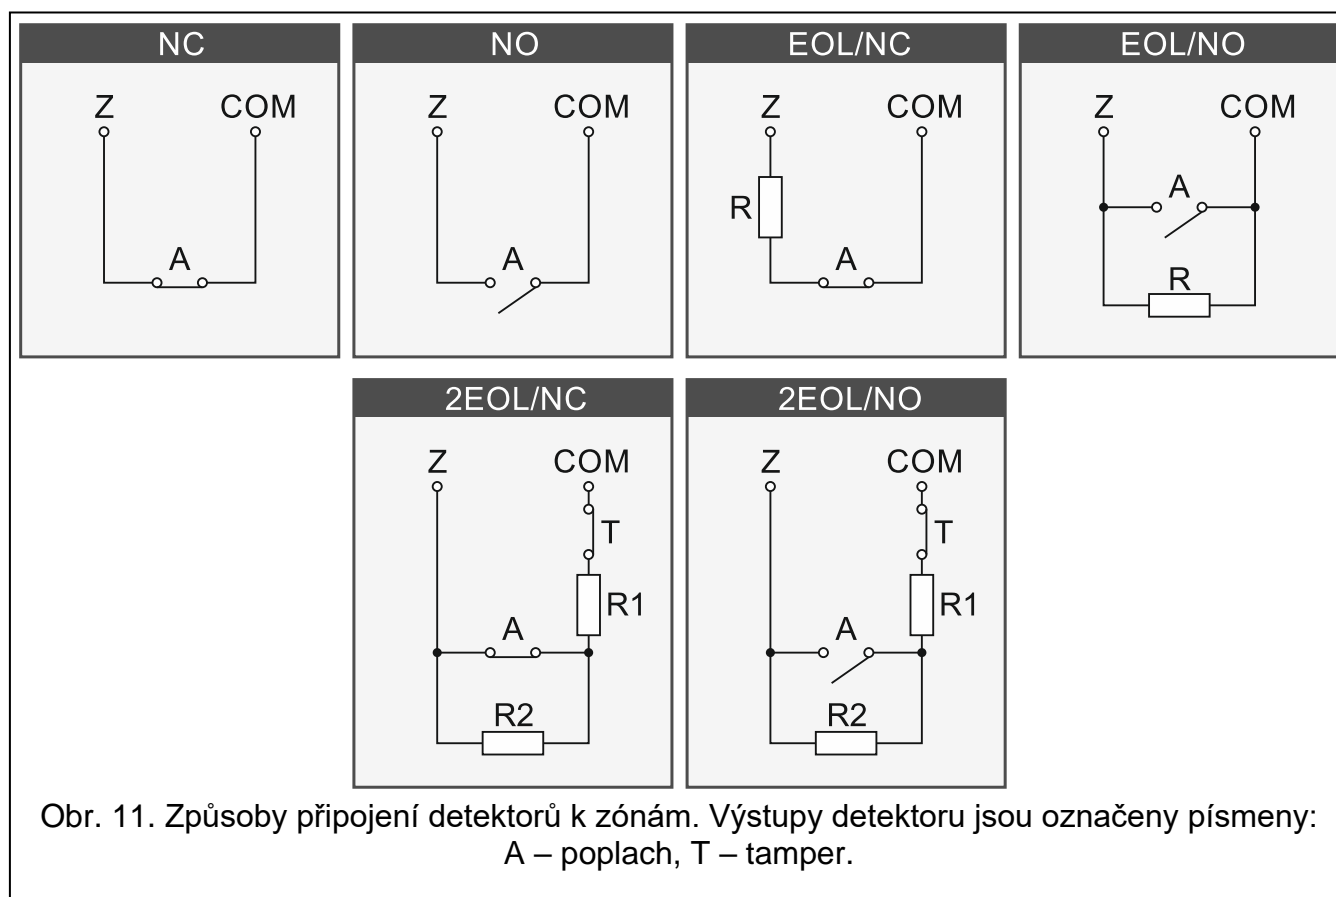 NC
Z COM
A
NO
Z COM
A
EOL/NC
Z COM
R
A
EOL/NO
Z COM
A
R
2EOL/NC
Z COM
T
R1
A
R2
2EOL/NO
Z COM
T
R1
A
R2
Obr. 11. Způsoby připojení detektorů k zónám. Výstupy detektoru jsou označeny písmeny:
A – poplach, T – tamper.